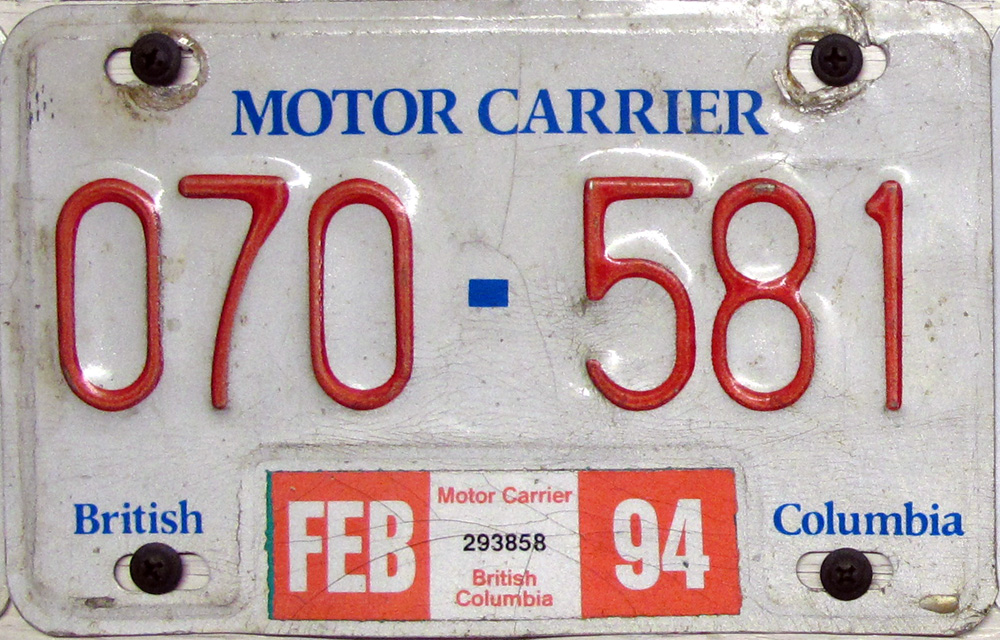 MOTOR CARRIER
070-581
British
FEB
Motor Carrier
293858
British
Columbia
94
Columbia